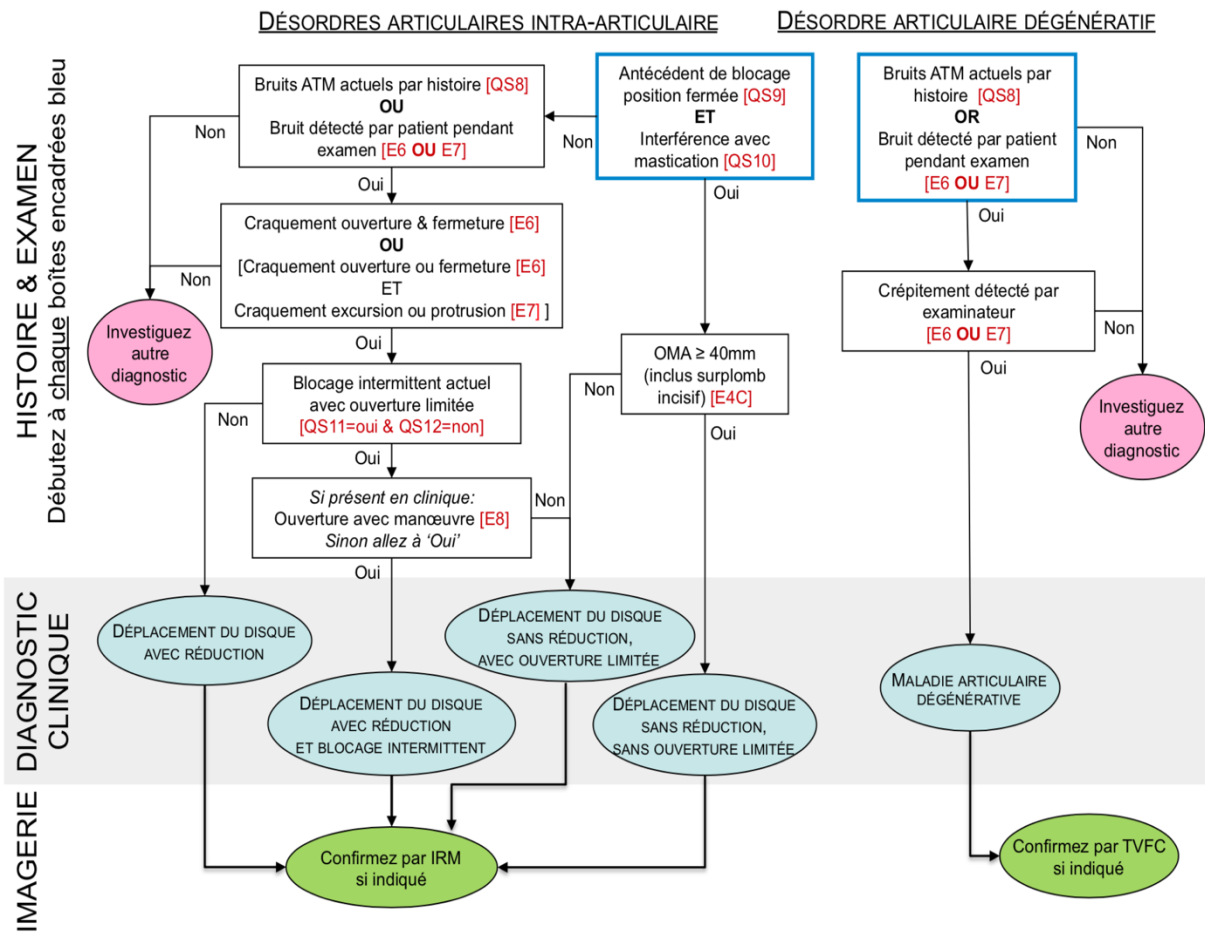 DÉSORDRES ARTICULAIRES INTRA-ARTICULAIRE
DÉSORDRE ARTICULAIRE DÉGÉNÉRATIF
HISTOIRE & EXAMEN
Débutez à chaque boîtes encadrées bleu
Bruits ATM actuels par histoire [QS8]
OU
Bruit détecté par patient pendant
examen [E6 OU E7]
Non
Oui
Antécédent de blocage
position fermée [QS9]
ET
Interférence avec
mastication [QS10]
Non
Oui
Bruits ATM actuels par
histoire [QS8]
OR
Bruit détecté par patient
pendant examen
[E6 OU E7]
Non
Oui
Craquement ouverture & fermeture [E6]
OU
[Craquement ouverture ou fermeture [E6]
ET
Craquement excursion ou protrusion [E7] ]
Non
Oui
Crépitement détecté par
examinateur
[E6 OU E7]
Non
Oui
Investiguez
autre
diagnostic
OMA ≥ 40mm
(inclus surplomb
incisif) [E4C]
Non
Oui
Blocage intermittent actuel
avec ouverture limitée
[QS11=oui & QS12=non]
Non
Oui
Investiguez
autre
diagnostic
Si présent en clinique:
Ouverture avec manœuvre [E8]
Sinon allez à ‘Oui’
Non
Oui
DIAGNOSTIC
CLINIQUE
DÉPLACEMENT DU DISQUE
AVEC RÉDUCTION
DÉPLACEMENT DU DISQUE
AVEC RÉDUCTION
ET BLOCAGE INTERMITTENT
DÉPLACEMENT DU DISQUE
SANS RÉDUCTION,
AVEC OUVERTURE LIMITÉE
DÉPLACEMENT DU DISQUE
SANS RÉDUCTION,
SANS OUVERTURE LIMITÉE
MALADIE ARTICULAIRE
DÉGÉNÉRATIVE
IMAGERIE
Confirmez par IRM
si indiqué
Confirmez par TVFC
si indiqué